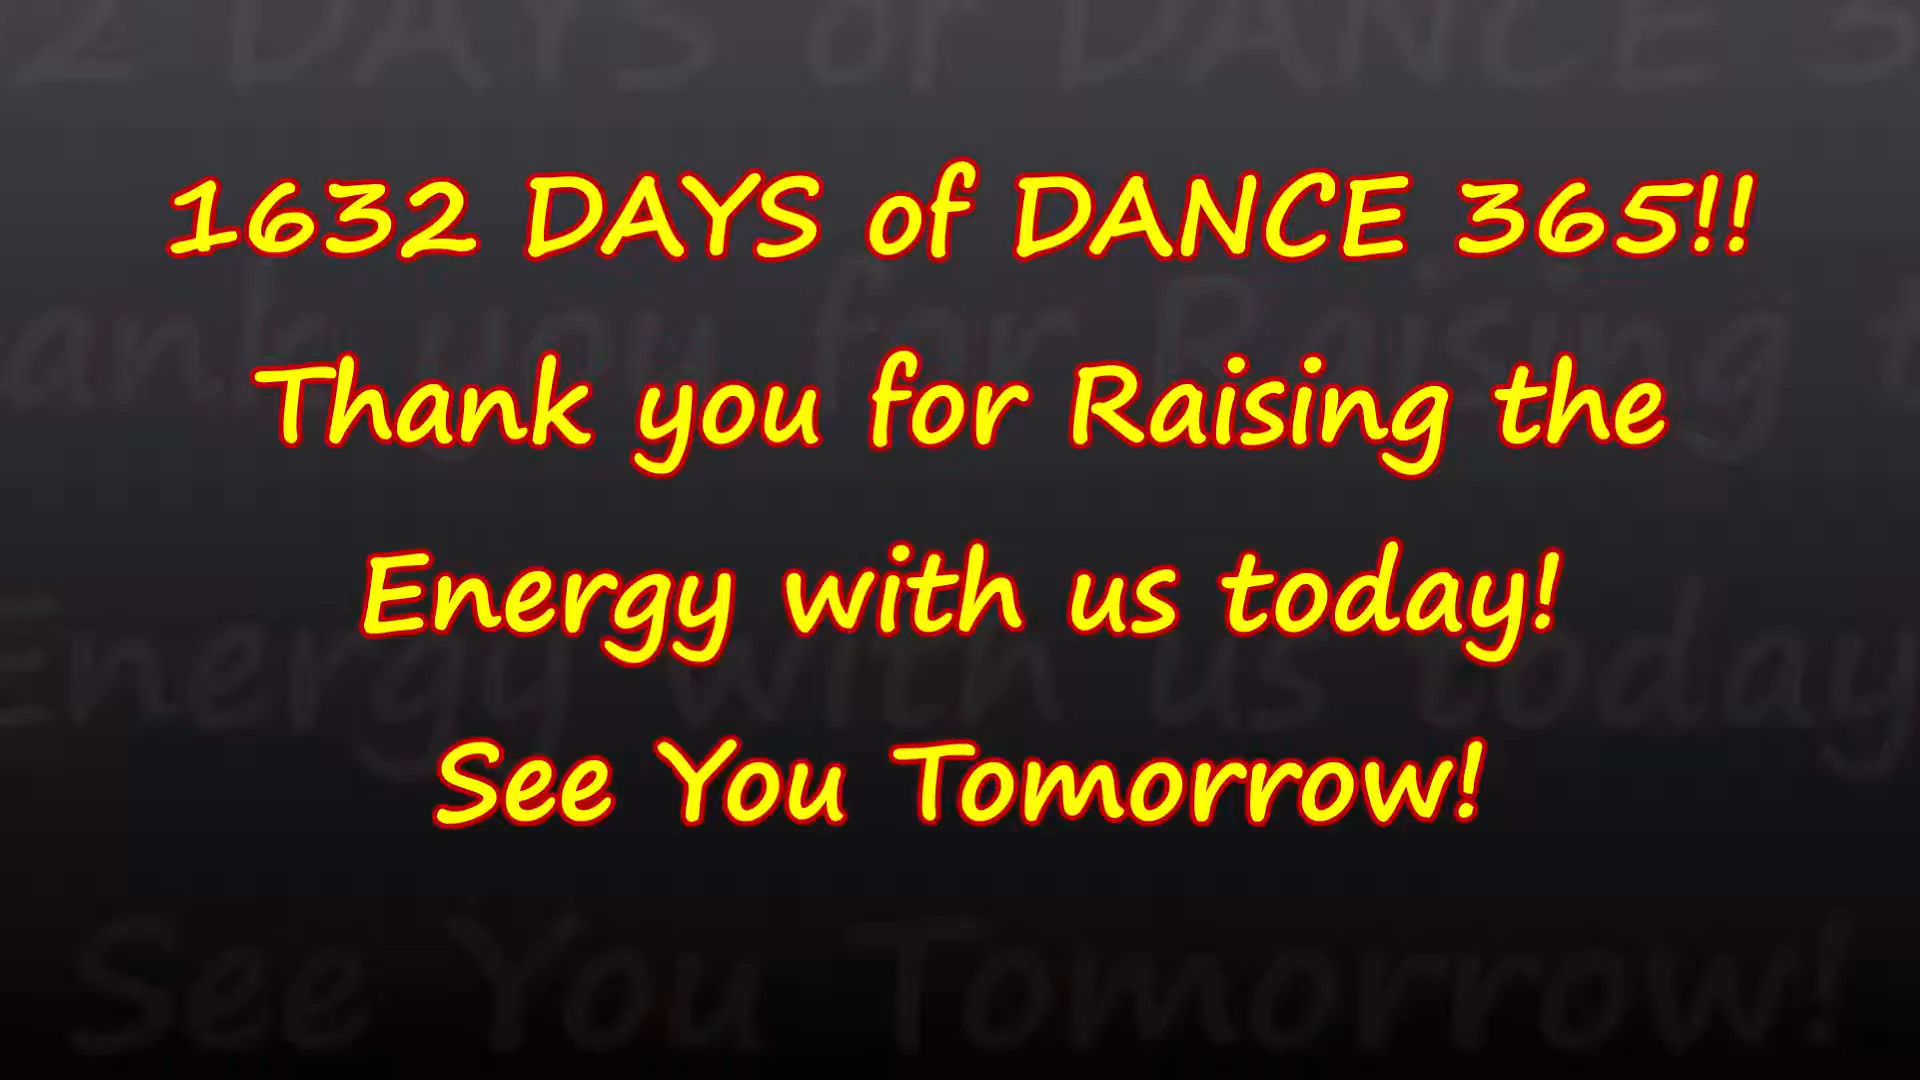 1632 DAYS of DANCE 365!!
Thank you for Raising the
Energy with us today!
See You Tomorrow!